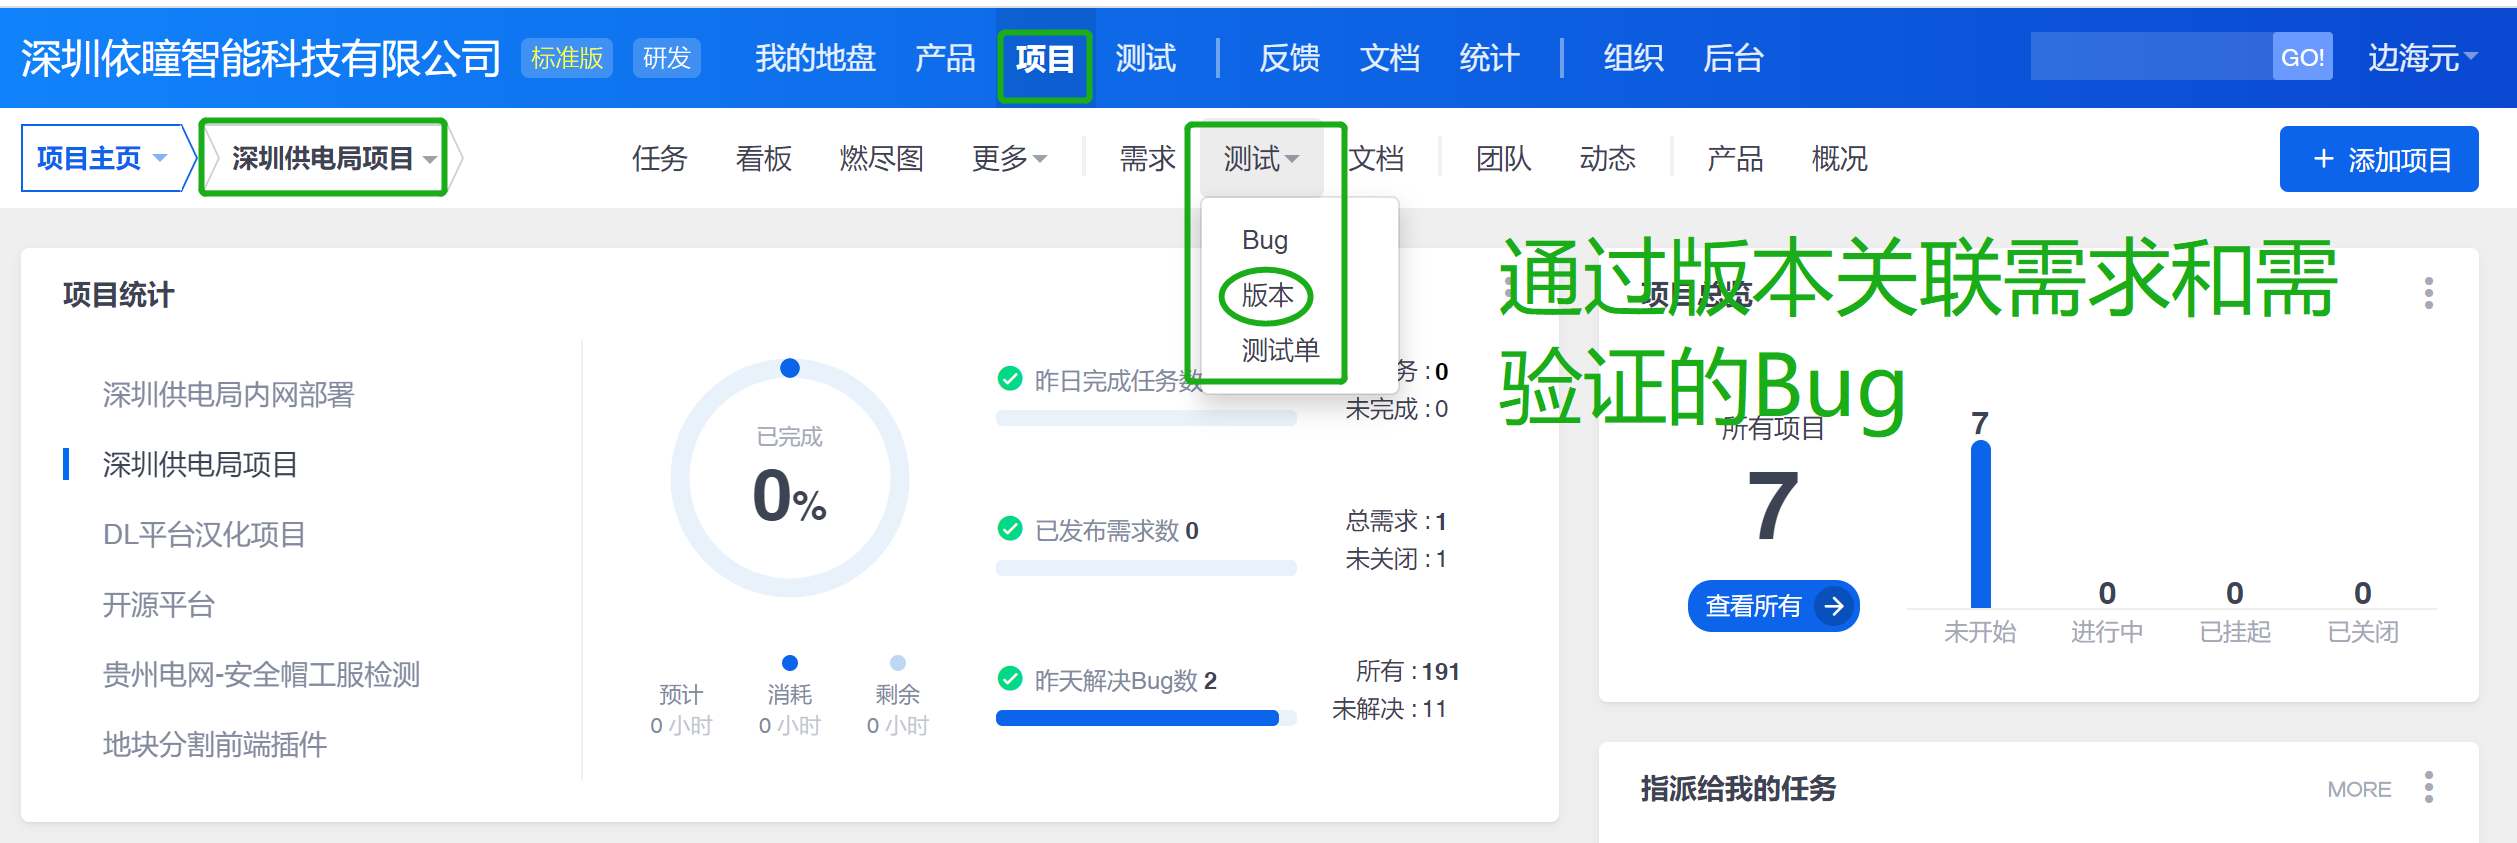 深圳依瞳智能科技有限公司 标准版 研发 我的地盘 产品 项目 测试 反馈 文档 统计 组织 后台 GO! 边海元
项目主页 深圳供电局项目 任务 看板 燃尽图 更多 需求 测试 文档 团队 动态 产品 概况 + 添加项目
Bug
版本
测试单
通过版本关联需求和需
验证的Bug
项目统计
深圳供电局内网部署
深圳供电局项目
DL平台汉化项目
开源平台
贵州电网-安全帽工服检测
地块分割前端插件
已完成
0%
预计 消耗 剩余
0 小时 0 小时 0 小时
昨日完成任务数
务 : 0
未完成 : 0
已发布需求数 0
总需求 : 1
未关闭 : 1
昨天解决Bug数 2
所有 : 191
未解决 : 11
项目总览
所有项目
7
查看所有
7 0 0 0
未开始 进行中 已挂起 已关闭
指派给我的任务 MORE